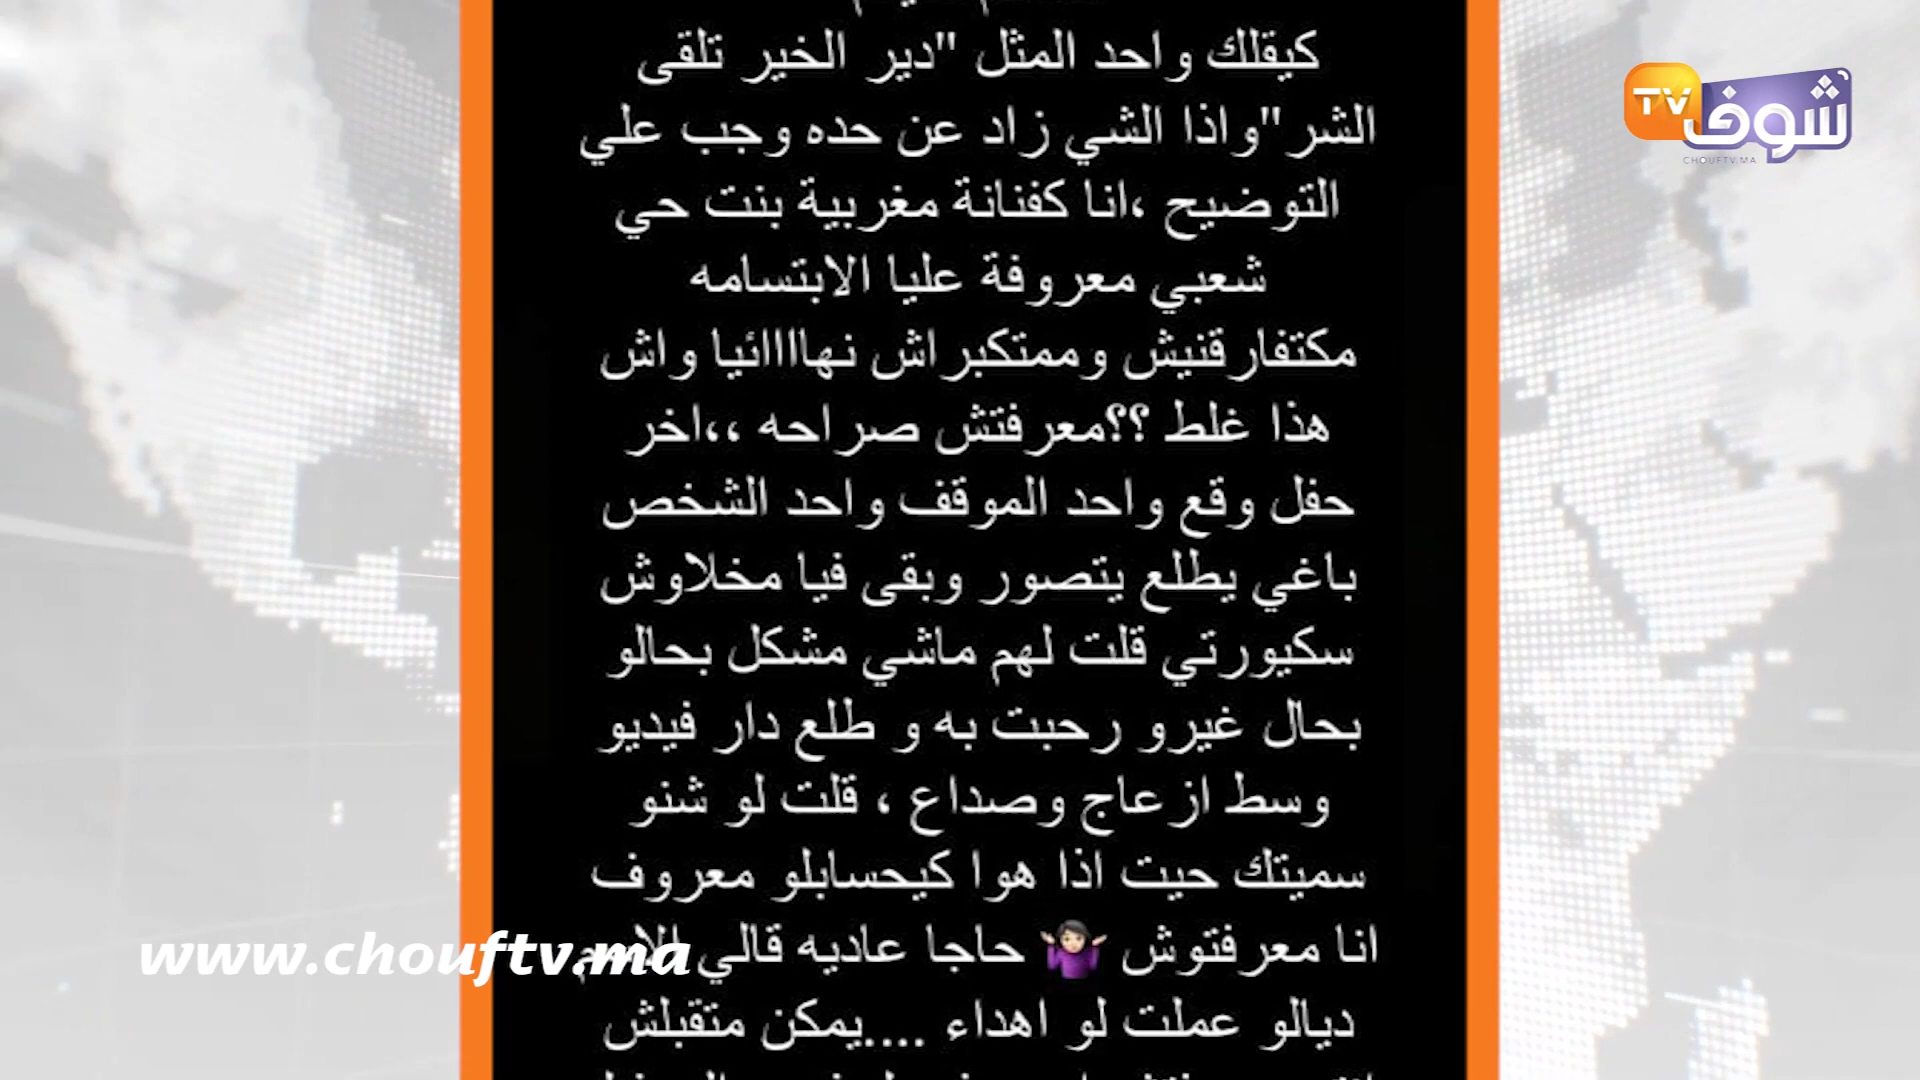 كيقلك واحد المثل "دير الخير تلقى
الشر"واذا الشي زاد عن حده وجب علي
التوضيح ،انا كفنانة مغربية بنت حي
شعبي معروفة عليا الابتسامه
مكتفارقنيش وممتكبراش نهاااائيا واش
هذا غلط ؟؟معرفتش صراحه ،،اخر
حفل وقع واحد الموقف واحد الشخص
باغي يطلع يتصور وبقى فيا مخلاوش
سكيورتي قلت لهم ماشي مشكل بحالو
بحال غيرو رحبت به و طلع دار فيديو
وسط ازعاج وصداع ، قلت لو شنو
سميتك حيت اذا هوا كيحسابلو معروف
انا معرفتوش 🤷🏻‍♀️ حاجا عاديه قالي الاسم
ديالو عملت لو اهداء ....يمكن متقبلش
TV شوف
CHOUFTV.MA
www.chouftv.ma